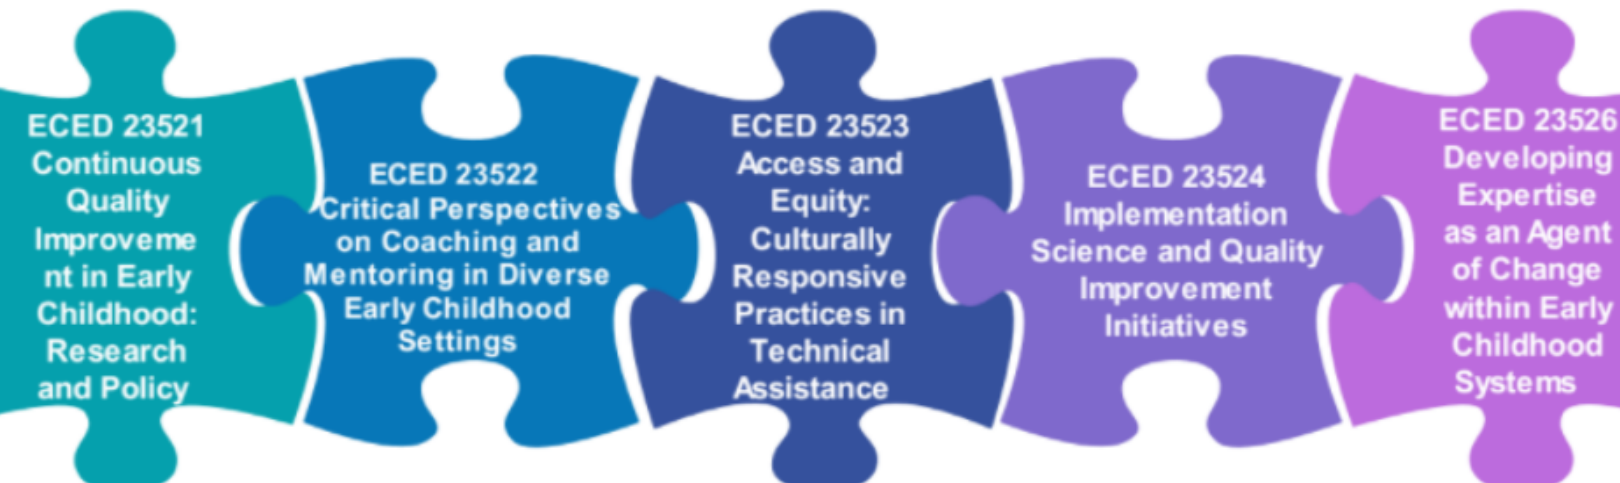 ECED 23521
Continuous
Quality
Improveme
nt in Early
Childhood:
Research
and Policy
ECED 23522
Critical Perspectives
on Coaching and
Mentoring in Diverse
Early Childhood
Settings
ECED 23523
Access and
Equity:
Culturally
Responsive
Practices in
Technical
Assistance
ECED 23524
Implementation
Science and Quality
Improvement
Initiatives
ECED 23526
Developing
Expertise
as an Agent
of Change
within Early
Childhood
Systems